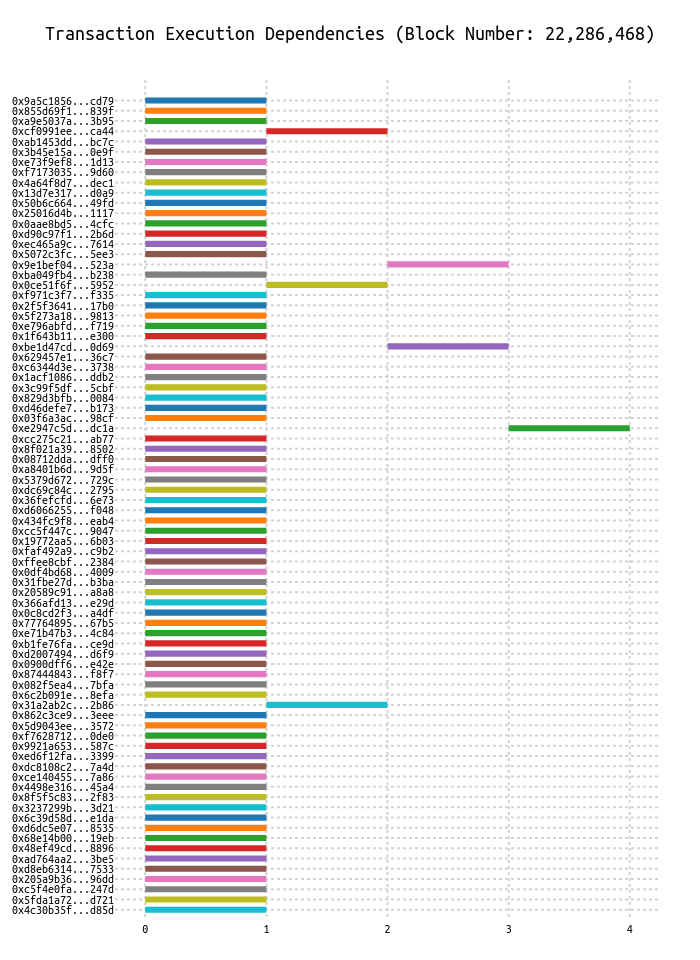 Transaction Execution Dependencies (Block Number: 22,286,468)
0x9a5c1856...cd79
0x855d69f1...839f
0xa9e5037a...3b95
0xcf0991ee...ca44
0xab1453dd...bc7c
0x3b45e15a...0e9f
0xe73f9ef8...1d13
0xf7173035...9d60
0x4a64f8d7...dec1
0x13d7e317...d0a9
0x50b6c664...49fd
0x25016d4b...1117
0x0aae8bd5...4cfc
0xd90c97f1...2b6d
0xec465a9c...7614
0x5072c3fc...5ee3
0x9e1bef04...523a
0xba049fb4...b238
0x0ce51f6f...5952
0xf971c3f7...f335
0x2f5f3641...17b0
0x5f273a18...9813
0xe796abfd...f719
0x1f643b11...e300
0xbe1d47cd...0d69
0x629457e1...36c7
0xc6344d3e...3738
0x1acf1086...ddb2
0x3c99f5df...5cbf
0x829d3bfb...0084
0xd46defe7...b173
0x03f6a3ac...98cf
0xe2947c5d...dc1a
0xcc275c21...ab77
0x8f021a39...8502
0x08712dda...dff0
0xa8401b6d...9d5f
0x5379d672...729c
0xdc69c84c...2795
0x36fefcfd...6e73
0xd6066255...f048
0x434fc9f8...eab4
0xcc5f447c...9047
0x19772aa5...6b03
0xfaf492a9...c9b2
0xffee8cbf...2384
0x0df4bd68...4009
0x31fbe27d...b3ba
0x20589c91...a8a8
0x366afd13...e29d
0x0c8cd2f3...a4df
0x77764895...67b5
0xe71b47b3...4c84
0xb1fe76fa...ce9d
0xd2007494...d6f9
0x0900dff6...e42e
0x87444843...f8f7
0x082f5ea4...7bfa
0x6c2b091e...8efa
0x31a2ab2c...2b86
0x862c3ce9...3eee
0x5d9043ee...3572
0xf7628712...0de0
0x9921a653...587c
0xed6f12fa...3399
0xdc8108c2...7a4d
0xce140455...7a86
0x4498e316...45a4
0x8f5f5c83...2f83
0x3237299b...3d21
0x6c39d58d...e1da
0xd6dc5e07...8535
0x68e14b00...19eb
0x48ef49cd...8896
0xad764aa2...3be5
0xd8eb6314...7533
0x205a9b36...96dd
0xc5f4e0fa...247d
0x5fda1a72...d721
0x4c30b35f...d85d
0 1 2 3 4